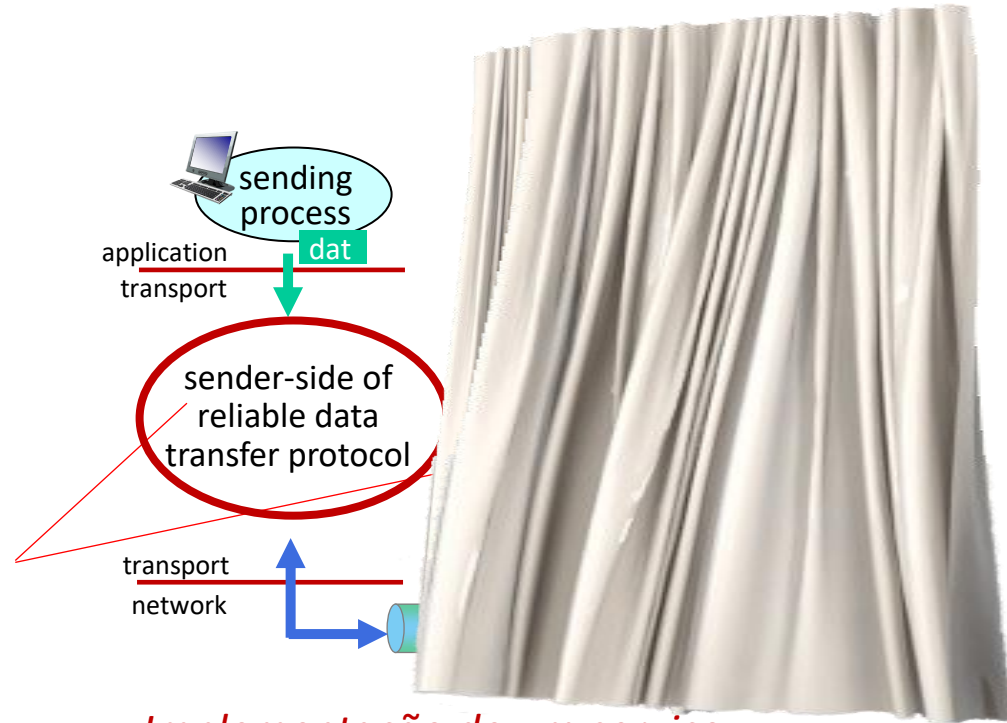 sending
process
dat
application
transport
sender-side of
reliable data
transfer protocol
transport
network